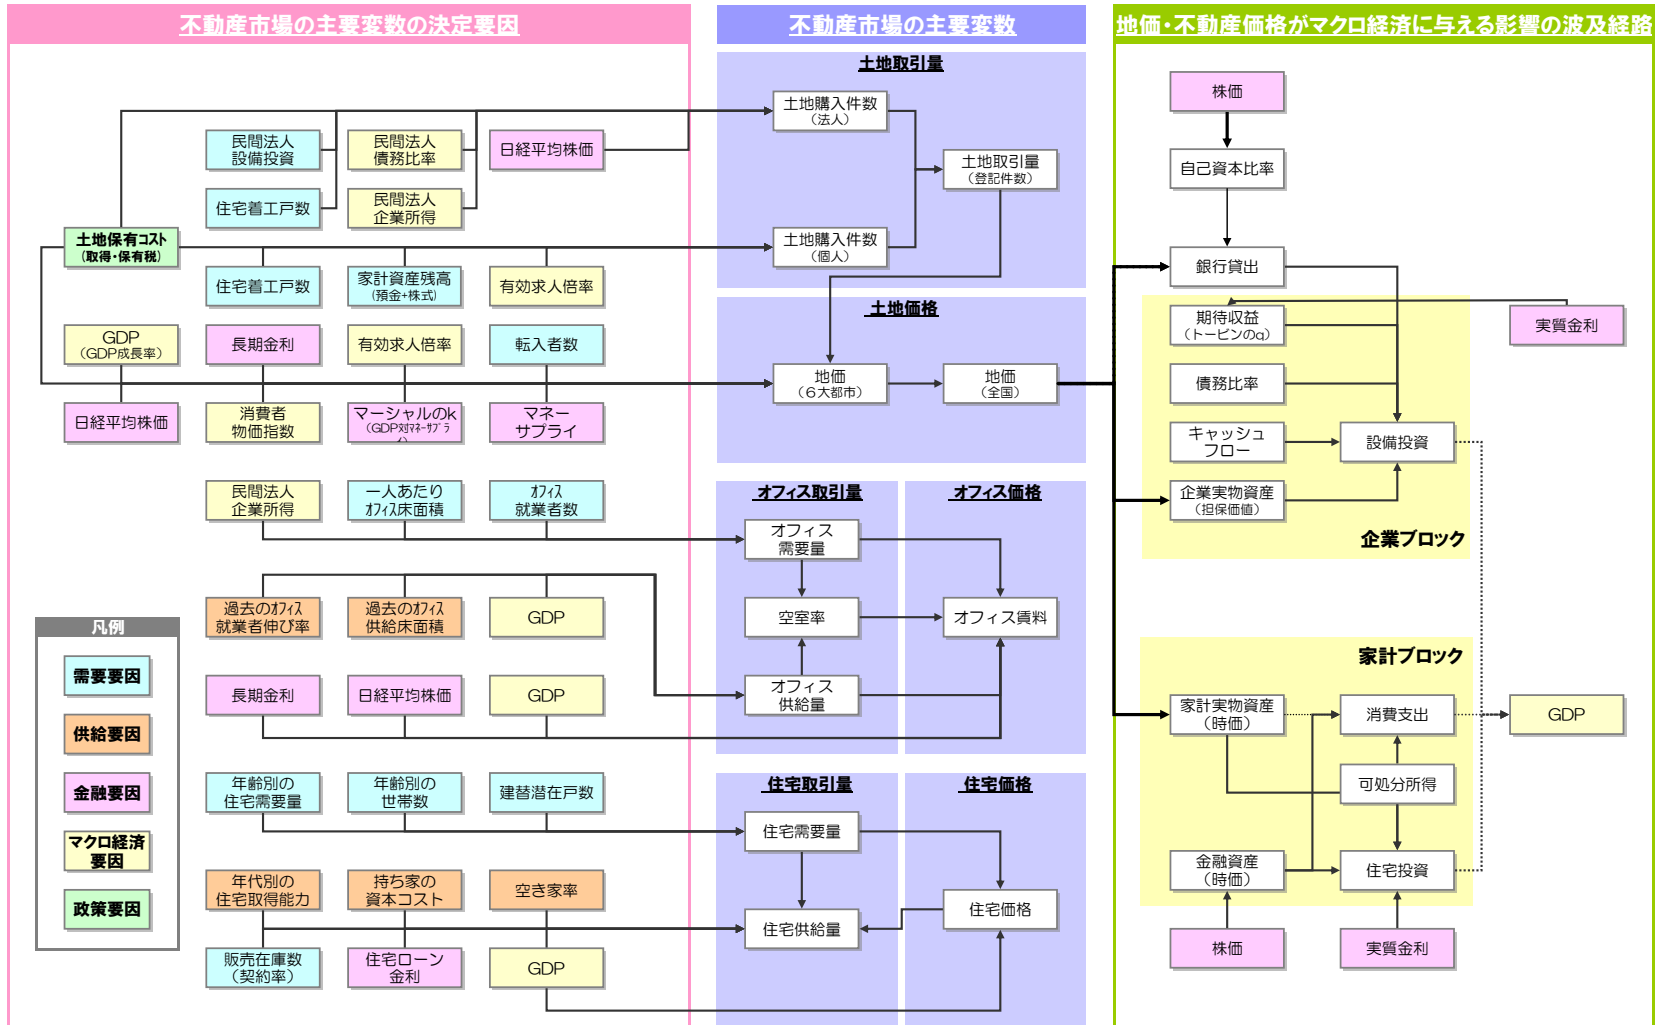 不動産市場の主要変数の決定要因
民間法人
設備投資
民間法人
債務比率
日経平均株価
住宅着工戸数
民間法人
企業所得
土地保有ｺｽﾄ
(取得・保有税)
住宅着工戸数
家計資産残高
(預金+株式)
有効求人倍率
GDP
（GDP成長率）
長期金利
有効求人倍率
転入者数
日経平均株価
消費者
物価指数
マーシャルのk
（GDP対ﾏﾈｰｻﾌﾟﾗ
ｲ）
マネー
サプライ
民間法人
企業所得
一人あたり
ｵﾌｨｽ床面積
ｵﾌｨｽ
就業者数
過去のｵﾌｨｽ
就業者伸び率
過去のｵﾌｨｽ
供給床面積
GDP
長期金利
日経平均株価
GDP
年齢別の
住宅需要量
年齢別の
世帯数
建替潜在戸数
年代別の
住宅取得能力
持ち家の
資本コスト
空き家率
販売在庫数
（契約率）
住宅ローン
金利
GDP
凡例
需要要因
供給要因
金融要因
マクロ経済
要因
政策要因
不動産市場の主要変数
土地取引量
土地購入件数
（法人）
土地取引量
（登記件数）
土地購入件数
（個人）
土地価格
地価
（６大都市）
地価
（全国）
オフィス取引量
オフィス価格
オフィス
需要量
空室率
オフィス賃料
オフィス
供給量
住宅取引量
住宅価格
住宅需要量
住宅価格
住宅供給量
地価・不動産価格がマクロ経済に与える影響の波及経路
株価
自己資本比率
銀行貸出
期待収益
（トービンのq）
実質金利
債務比率
キャッシュ
フロー
設備投資
企業実物資産
（担保価値）
企業ブロック
家計ブロック
家計実物資産
（時価）
消費支出
GDP
可処分所得
金融資産
（時価）
住宅投資
株価
実質金利